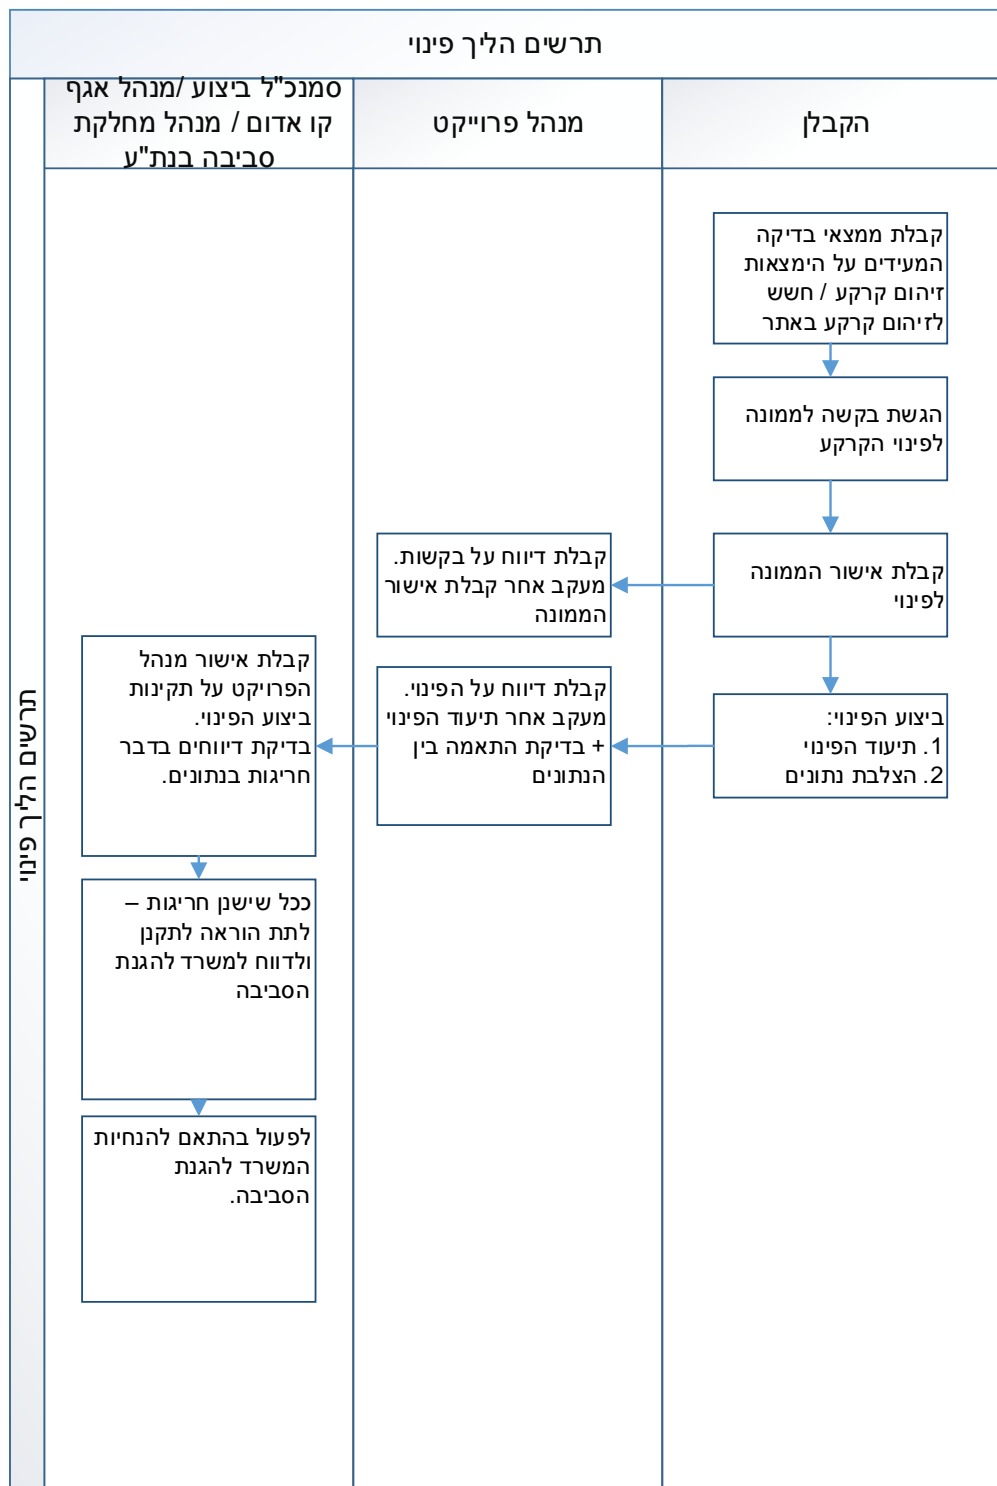 תרשים הליך פינוי
הקבלן
מנהל פרוייקט
סמנכ"ל ביצוע /מנהל אגף
קו אדום / מנהל מחלקת
סביבה בנת"ע
תרשים הליך פינוי
קבלת ממצאי בדיקה
המעידים על הימצאות
זיהום קרקע / חשש
לזיהום קרקע באתר
הגשת בקשה לממונה
לפינוי הקרקע
קבלת אישור הממונה
לפינוי
קבלת דיווח על בקשות.
מעקב אחר קבלת אישור
הממונה
ביצוע הפינוי:
1. תיעוד הפינוי
2. הצלבת נתונים
קבלת דיווח על הפינוי.
מעקב אחר תיעוד הפינוי
+ בדיקת התאמה בין
הנתונים
קבלת אישור מנהל
הפרויקט על תקינות
ביצוע הפינוי.
בדיקת דיווחים בדבר
חריגות בנתונים.
ככל שישנן חריגות –
לתת הוראה לתקנן
ולדווח למשרד להגנת
הסביבה
לפעול בהתאם להנחיות
המשרד להגנת
הסביבה.